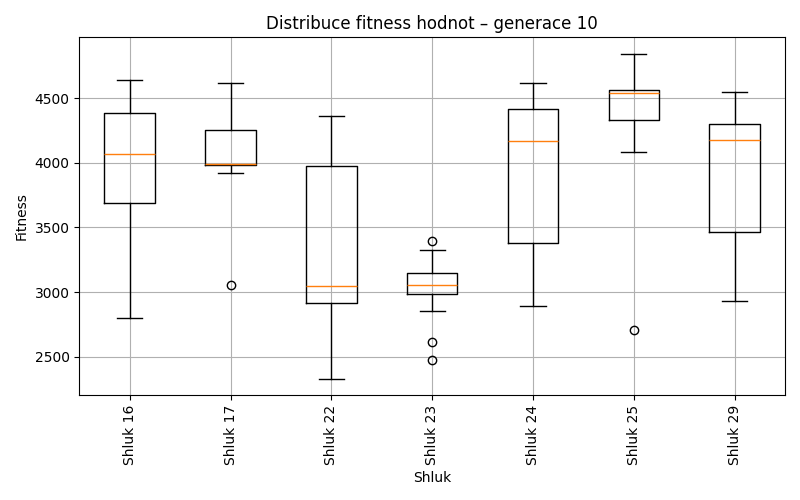 Distribuce fitness hodnot – generace 10
Fitness
4500
4000
3500
3000
2500
Shluk 16
Shluk 17
Shluk 22
Shluk 23
Shluk 24
Shluk 25
Shluk 29
Shluk